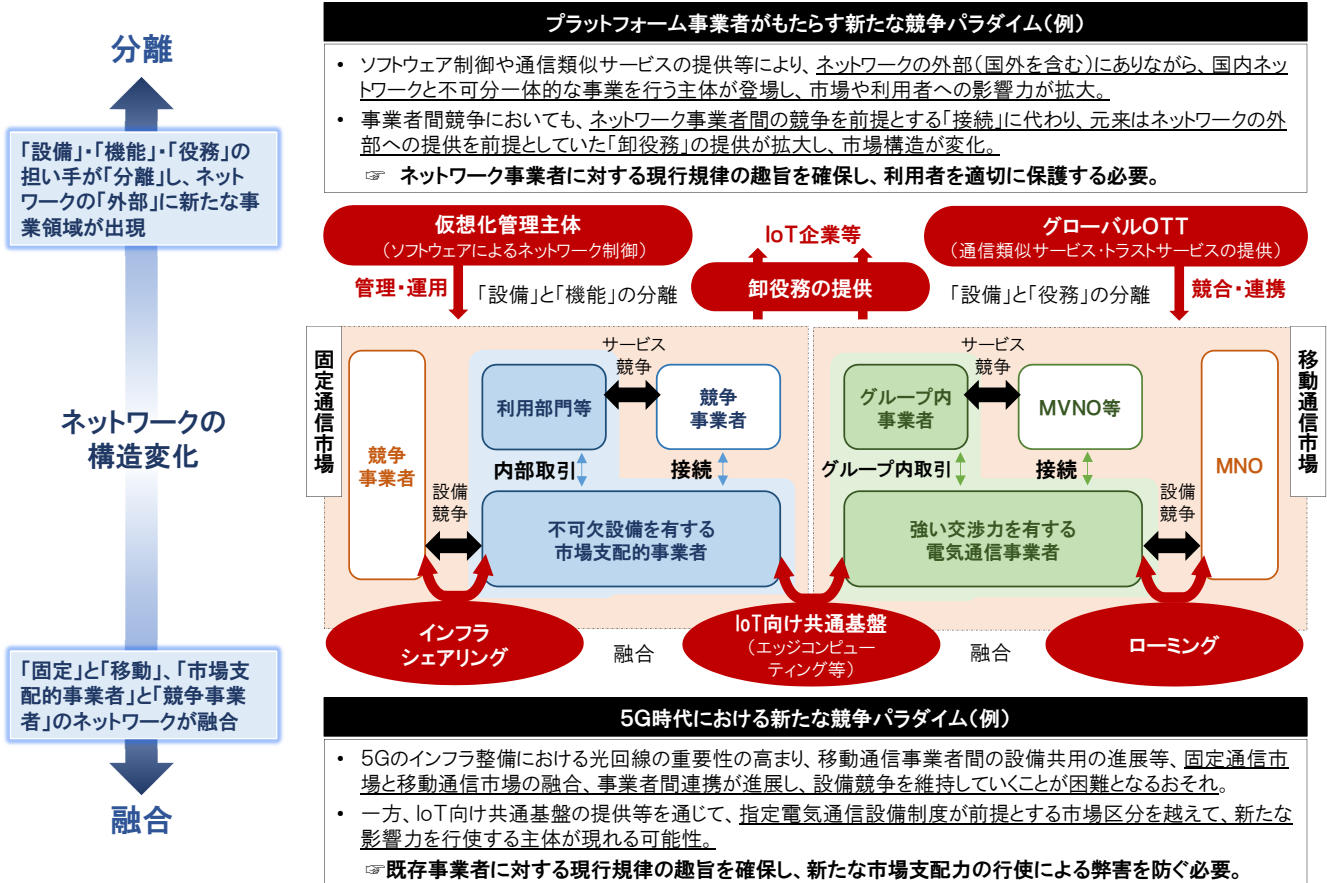 分離
「設備」・「機能」・「役務」の
担い手が「分離」し、ネット
ワークの「外部」に新たな事
業領域が出現
ネットワークの
構造変化
「固定」と「移動」、「市場支
配的事業者」と「競争事業
者」のネットワークが融合
融合
プラットフォーム事業者がもたらす新たな競争パラダイム(例)
• ソフトウェア制御や通信類似サービスの提供等により、ネットワークの外部(国外を含む)にありながら、国内ネッ
トワークと不可分一体的な事業を行う主体が登場し、市場や利用者への影響力が拡大。
• 事業者間競争においても、ネットワーク事業者間の競争を前提とする「接続」に代わり、元来はネットワークの外
部への提供を前提としていた「卸役務」の提供が拡大し、市場構造が変化。
☞ ネットワーク事業者に対する現行規律の趣旨を確保し、利用者を適切に保護する必要。
仮想化管理主体
(ソフトウェアによるネットワーク制御)
IoT企業等
グローバルOTT
(通信類似サービス・トラストサービスの提供)
管理・運用
「設備」と「機能」の分離
卸役務の提供
「設備」と「役務」の分離
競合・連携
固定通信市場
競争
事業者
設備
競争
利用部門等
サービス
競争
競争
事業者
内部取引
接続
不可欠設備を有する
市場支配的事業者
グループ内
事業者
サービス
競争
MVNO等
グループ内取引
接続
強い交渉力を有する
電気通信事業者
設備
競争
MNO
移動通信市場
インフラ
シェアリング
融合
IoT向け共通基盤
(エッジコンピュー
ティング等)
融合
ローミング
5G時代における新たな競争パラダイム(例)
• 5Gのインフラ整備における光回線の重要性の高まり、移動通信事業者間の設備共用の進展等、固定通信市
場と移動通信市場の融合、事業者間連携が進展し、設備競争を維持していくことが困難となるおそれ。
• 一方、IoT向け共通基盤の提供等を通じて、指定電気通信設備制度が前提とする市場区分を越えて、新たな
影響力を行使する主体が現れる可能性。
☞既存事業者に対する現行規律の趣旨を確保し、新たな市場支配力の行使による弊害を防ぐ必要。